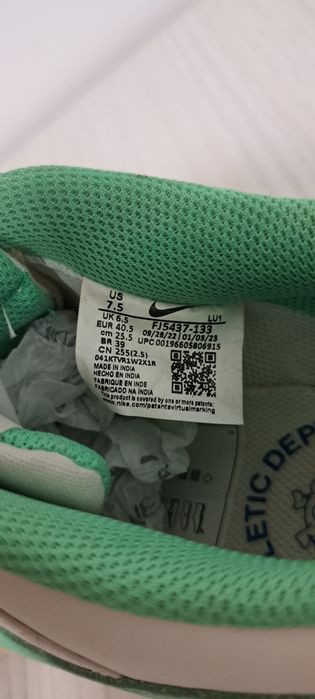 US
7.5
UK 6.5
EUR 40.5
cm 25.5
BR 39
CN 255(2.5)
LU1
FJ5437-133
09/28/22 | 01/03/23
UPC 00196605806915
041KTVR1W2X1R
MADE IN INDIA
HECHO EN INDIA
FABRIQUE EN INDE
FABRICADO NA ÍNDIA
This product is covered by one or more patents:
www.nike.com/patentsvirtualmarking
LETIC DEP